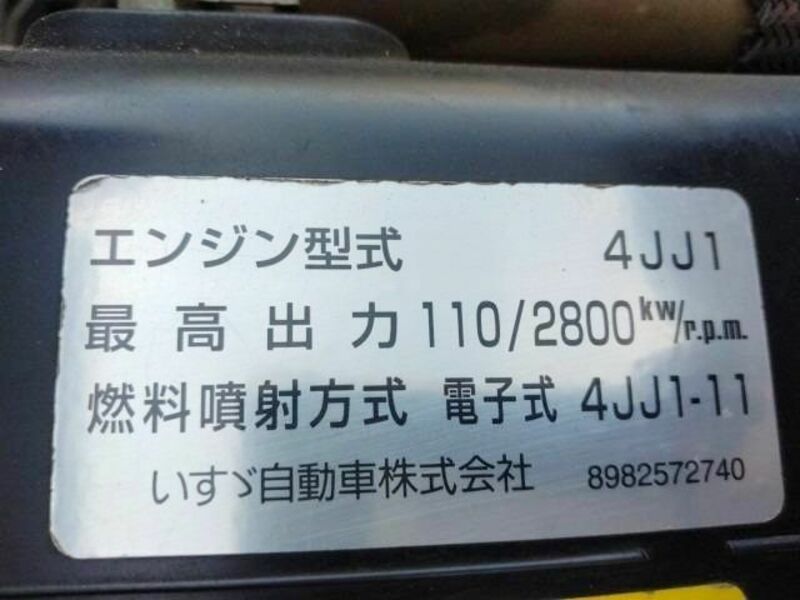 エンジン型式 4JJ1
最高出力 110/2800 kw/r.p.m.
燃料噴射方式 電子式 4JJ1-11
いすゞ自動車株式会社 8982572740